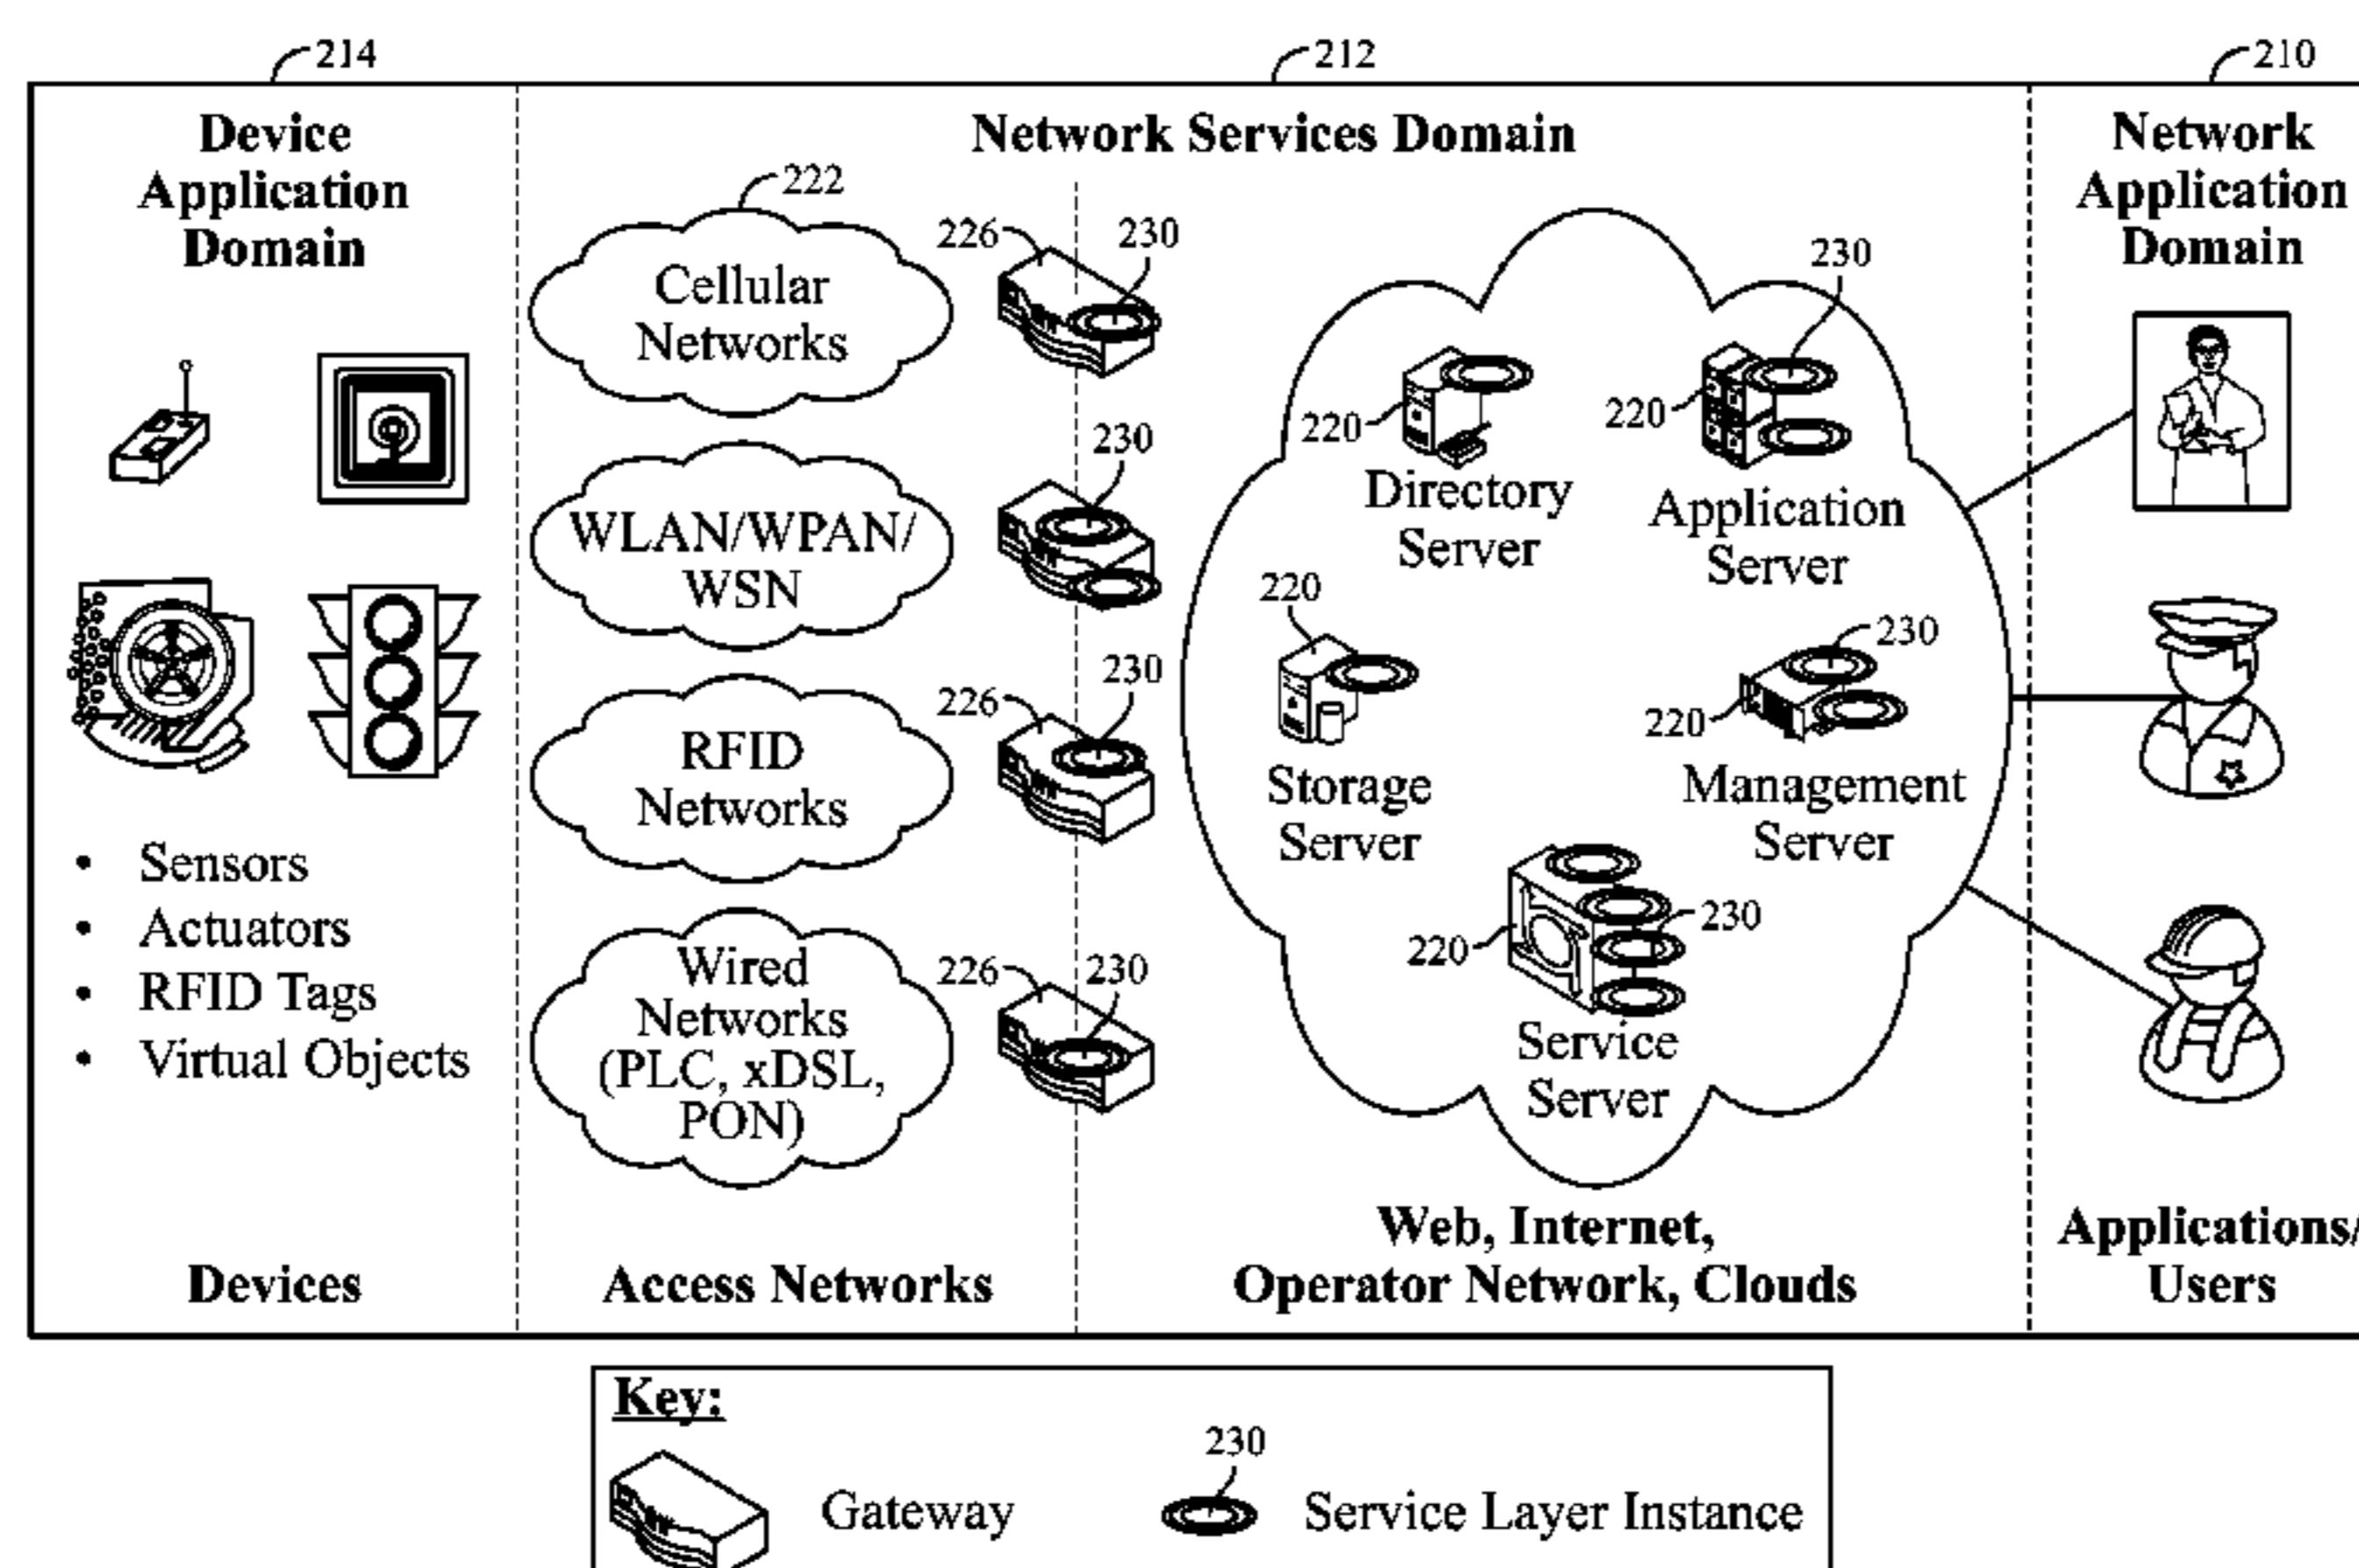 214
212
210
Device
Application
Domain
Network Services Domain
Network
Application
Domain
222
Cellular
Networks
226
230
WLAN/WPAN/
WSN
230
RFID
Networks
226
230
Wired
Networks
(PLC, xDSL,
PON)
226
230
220
Directory
Server
230
220
Application
Server
220
Storage
Server
230
220
Management
Server
220
230
Service
Server
• Sensors
• Actuators
• RFID Tags
• Virtual Objects
Devices
Access Networks
Web, Internet,
Operator Network, Clouds
Applications/
Users
Key:
Gateway
230
Service Layer Instance